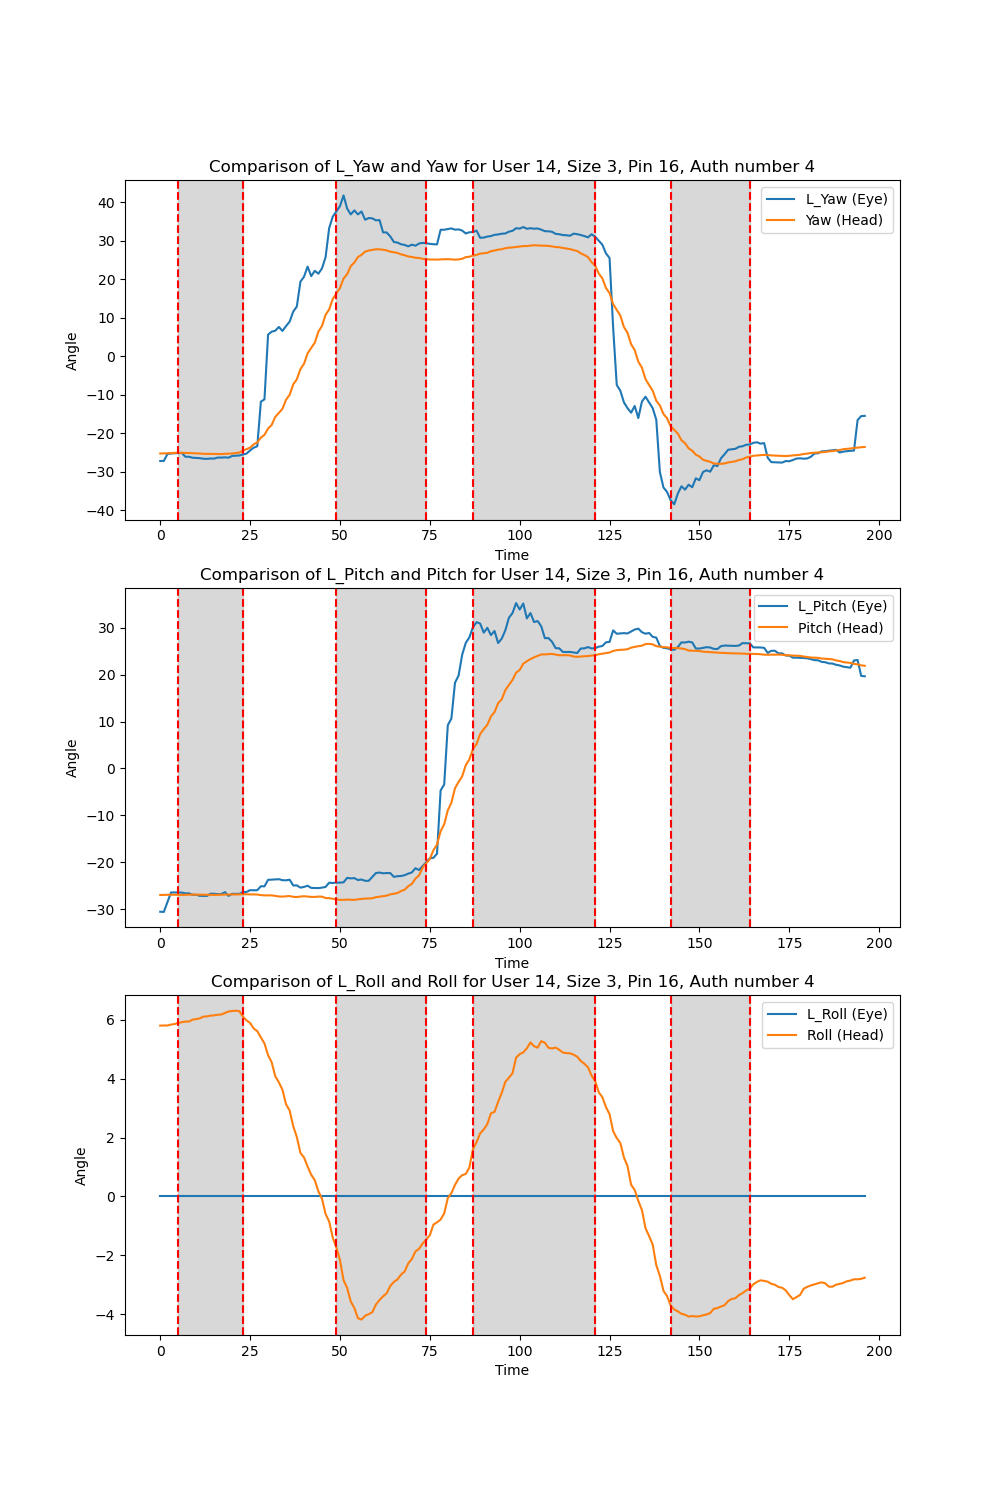 Comparison of L_Yaw and Yaw for User 14, Size 3, Pin 16, Auth number 4
L_Yaw (Eye)
Yaw (Head)
40
30
20
10
0
−10
−20
−30
−40
Angle
0 25 50 75 100 125 150 175 200
Time
Comparison of L_Pitch and Pitch for User 14, Size 3, Pin 16, Auth number 4
L_Pitch (Eye)
Pitch (Head)
30
20
10
0
−10
−20
−30
Angle
0 25 50 75 100 125 150 175 200
Time
Comparison of L_Roll and Roll for User 14, Size 3, Pin 16, Auth number 4
L_Roll (Eye)
Roll (Head)
6
4
2
0
−2
−4
Angle
0 25 50 75 100 125 150 175 200
Time